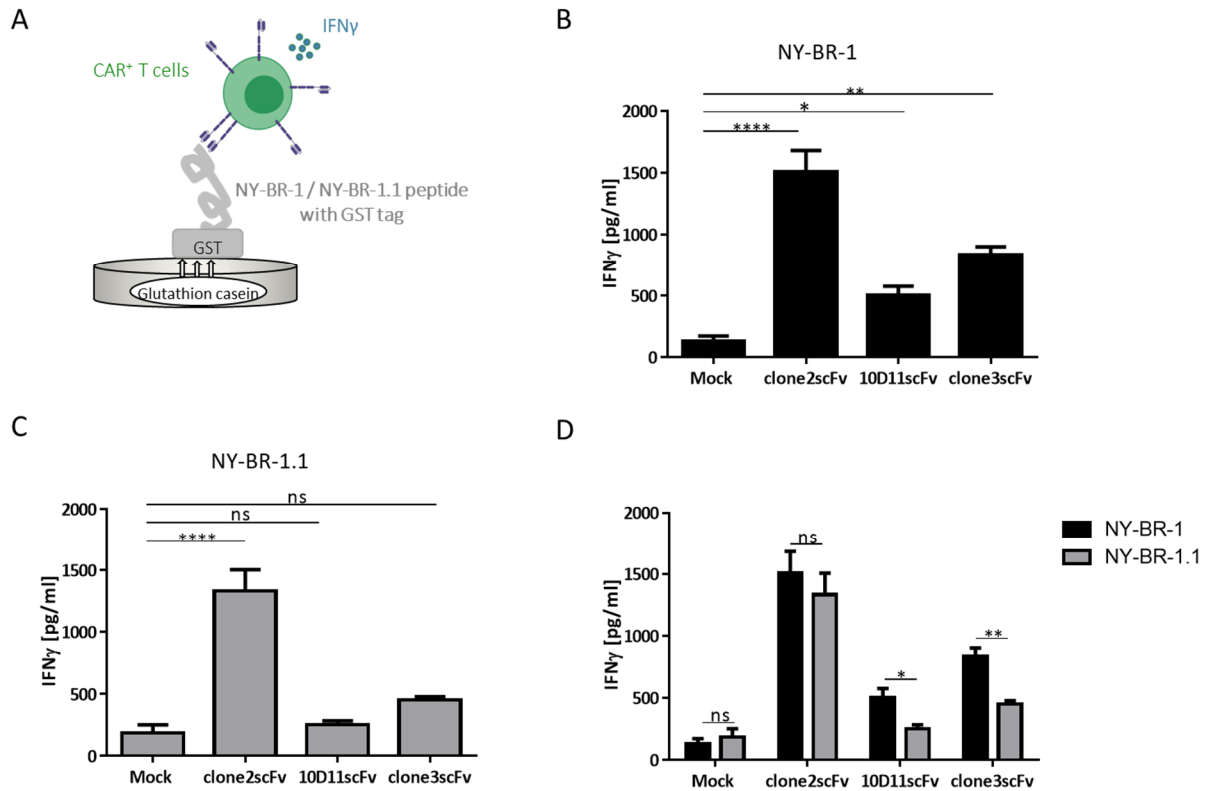 A
IFNγ
CAR⁺ T cells
NY-BR-1 / NY-BR-1.1 peptide
with GST tag
GST
Glutathion casein
B
NY-BR-1
**
*
****
2000
1500
1000
500
0
IFNγ [pg/ml]
Mock clone2scFv 10D11scFv clone3scFv
C
NY-BR-1.1
ns
ns
****
2000
1500
1000
500
0
IFNγ [pg/ml]
Mock clone2scFv 10D11scFv clone3scFv
D
2000
1500
1000
500
0
IFNγ [pg/ml]
ns
ns
*
**
Mock clone2scFv 10D11scFv clone3scFv
NY-BR-1
NY-BR-1.1